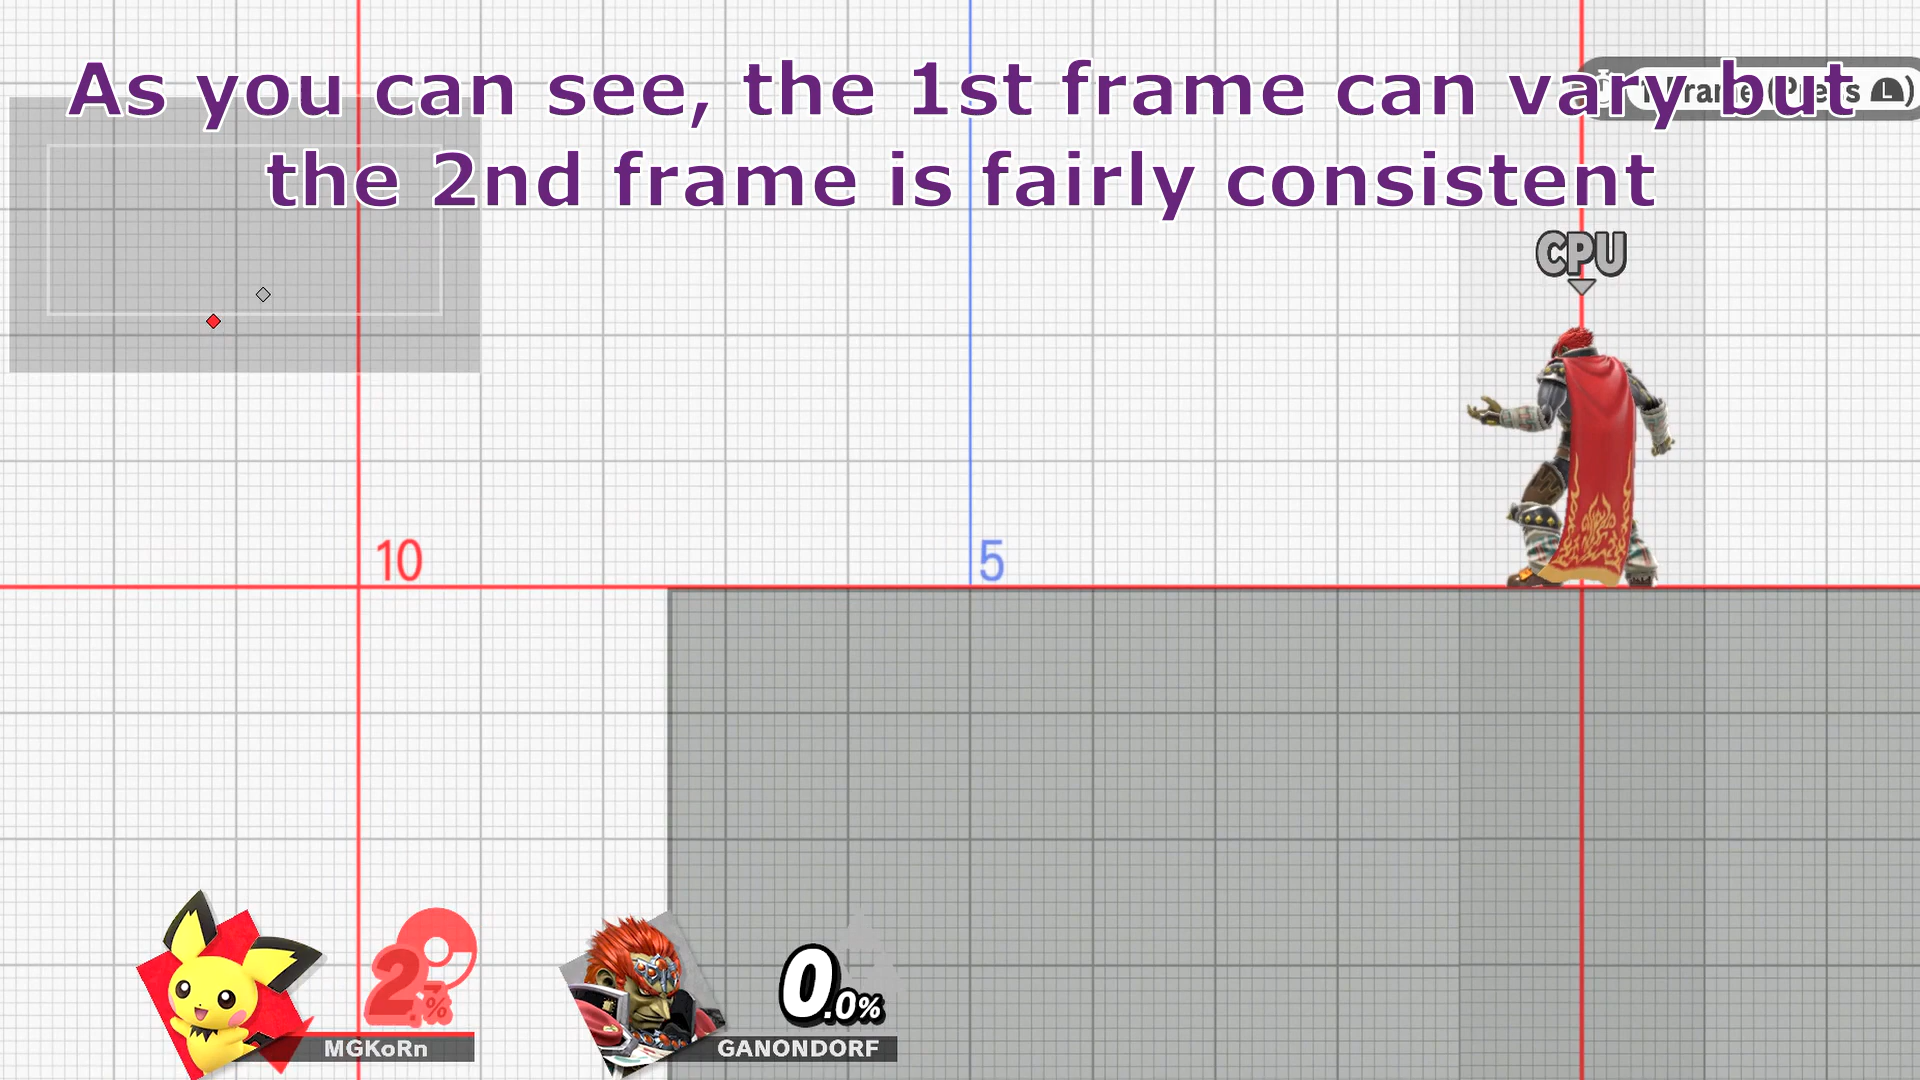 As you can see, the 1st frame can vary but
the 2nd frame is fairly consistent
(Press L)
CPU
10
5
0.0%
MGKoRn
GANONDORF